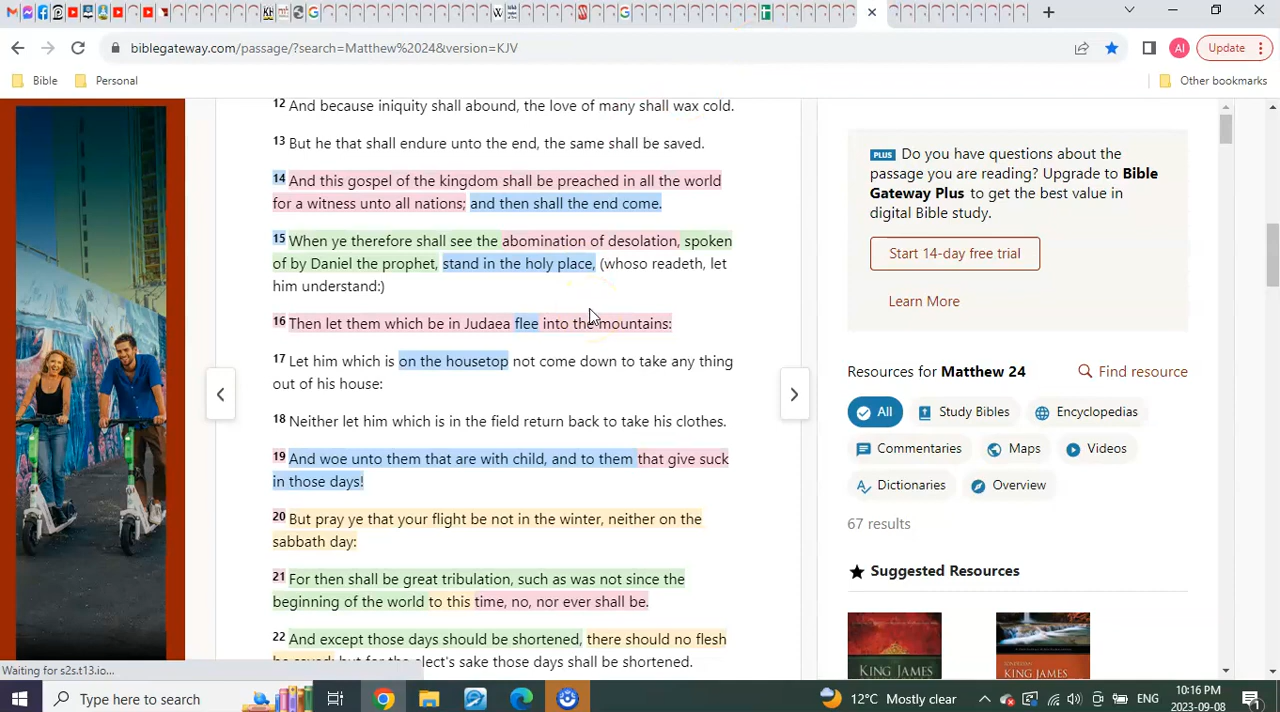 biblegateway.com/passage/?search=Matthew%2024&version=KJV
Update
Bible
Personal
Other bookmarks
12 And because iniquity shall abound, the love of many shall wax cold.
13 But he that shall endure unto the end, the same shall be saved.
14 And this gospel of the kingdom shall be preached in all the world
for a witness unto all nations; and then shall the end come.
15 When ye therefore shall see the abomination of desolation, spoken
of by Daniel the prophet, stand in the holy place, (whoso readeth, let
him understand:)
16 Then let them which be in Judaea flee into the mountains:
17 Let him which is on the housetop not come down to take any thing
out of his house:
18 Neither let him which is in the field return back to take his clothes.
19 And woe unto them that are with child, and to them that give suck
in those days!
20 But pray ye that your flight be not in the winter, neither on the
sabbath day:
21 For then shall be great tribulation, such as was not since the
beginning of the world to this time, no, nor ever shall be.
22 And except those days should be shortened, there should no flesh
be saved: but for the elect's sake those days shall be shortened.
PLUS Do you have questions about the
passage you are reading? Upgrade to Bible
Gateway Plus to get the best value in
digital Bible study.
Start 14-day free trial
Learn More
Resources for Matthew 24
Find resource
All
Study Bibles
Encyclopedias
Commentaries
Maps
Videos
Dictionaries
Overview
67 results
Suggested Resources
KING JAMES
KING JAMES
Waiting for s2s.t13.io...
Type here to search
12°C Mostly clear
ENG
10:16 PM
2023-09-08